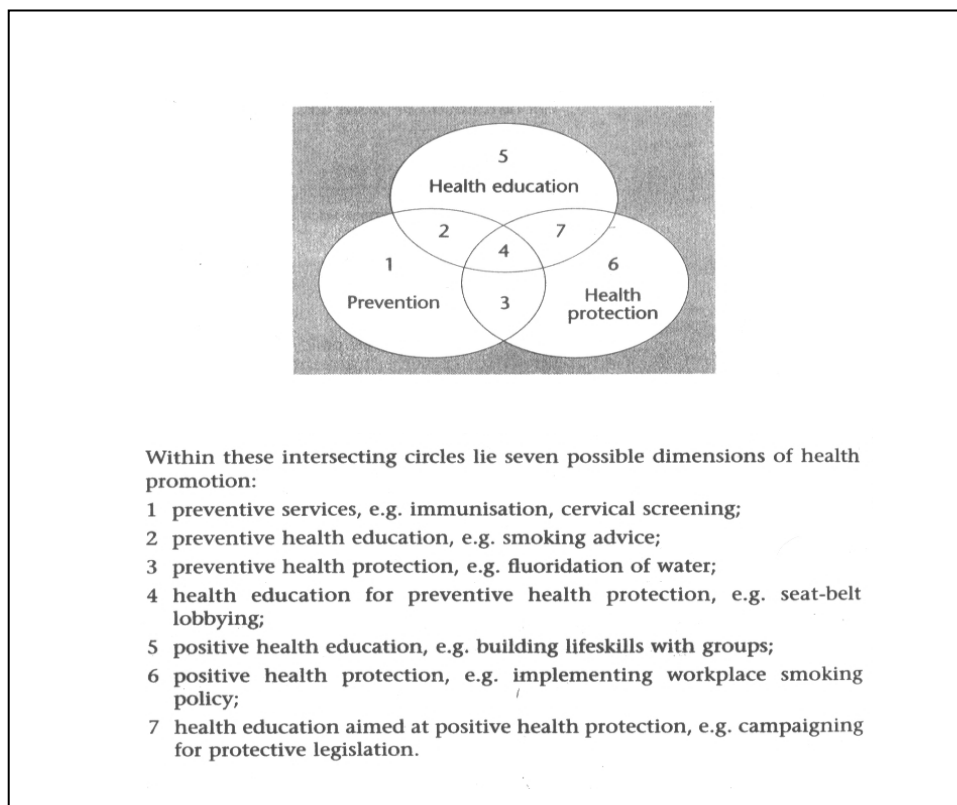 5
Health education
2
7
4
1
6
Prevention
3
Health
protection
Within these intersecting circles lie seven possible dimensions of health
promotion:
1 preventive services, e.g. immunisation, cervical screening;
2 preventive health education, e.g. smoking advice;
3 preventive health protection, e.g. fluoridation of water;
4 health education for preventive health protection, e.g. seat-belt
lobbying;
5 positive health education, e.g. building lifeskills with groups;
6 positive health protection, e.g. implementing workplace smoking
policy;
7 health education aimed at positive health protection, e.g. campaigning
for protective legislation.